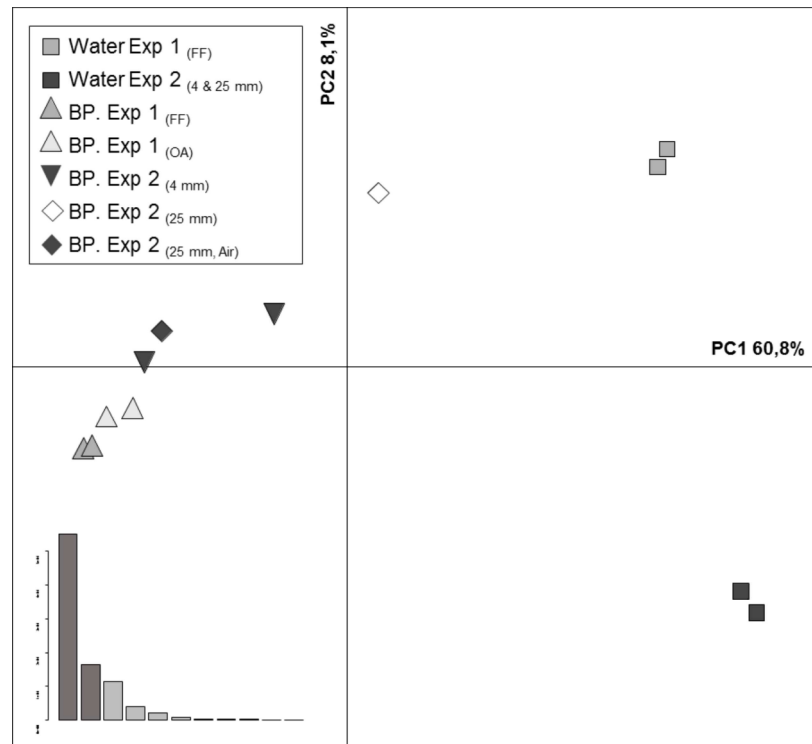 Water Exp 1 (FF)
Water Exp 2 (4 & 25 mm)
BP. Exp 1 (FF)
BP. Exp 1 (OA)
BP. Exp 2 (4 mm)
BP. Exp 2 (25 mm)
BP. Exp 2 (25 mm, Air)
PC2 8,1%
PC1 60,8%